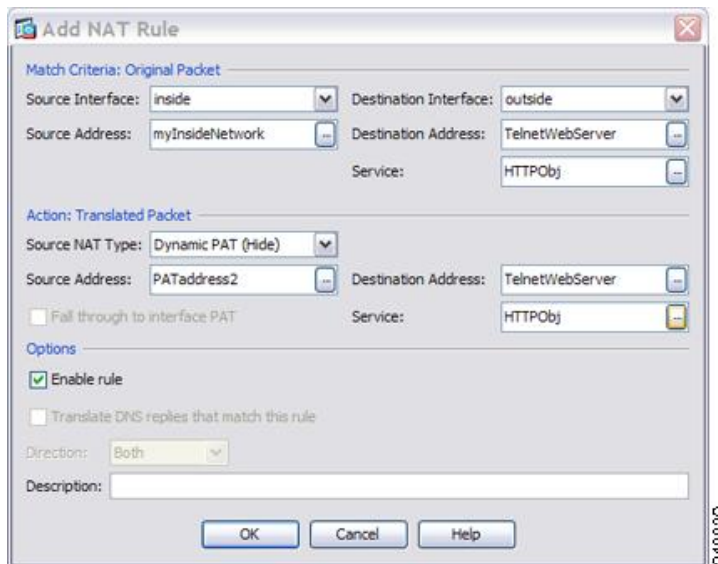 Add NAT Rule
Match Criteria: Original Packet
Source Interface: inside Destination Interface: outside
Source Address: myInsideNetwork ... Destination Address: TelnetWebServer ...
Service: HTTPObj ...
Action: Translated Packet
Source NAT Type: Dynamic PAT (Hide)
Source Address: PATaddress2 ... Destination Address: TelnetWebServer ...
Fall through to interface PAT Service: HTTPObj ...
Options
Enable rule
Translate DNS replies that match this rule
Direction: Both
Description:
OK Cancel Help